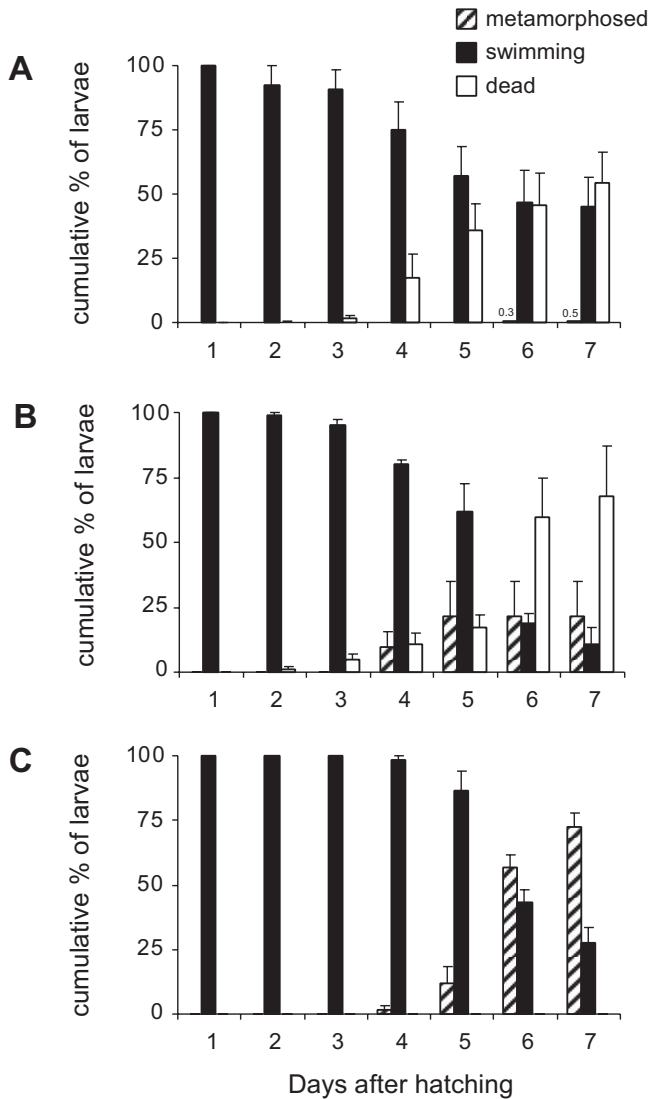 metamorphosed
swimming
dead
A
cumulative % of larvae
100
75
50
25
0
0.3
0.5
1 2 3 4 5 6 7
B
cumulative % of larvae
100
75
50
25
0
1 2 3 4 5 6 7
C
cumulative % of larvae
100
75
50
25
0
1 2 3 4 5 6 7
Days after hatching